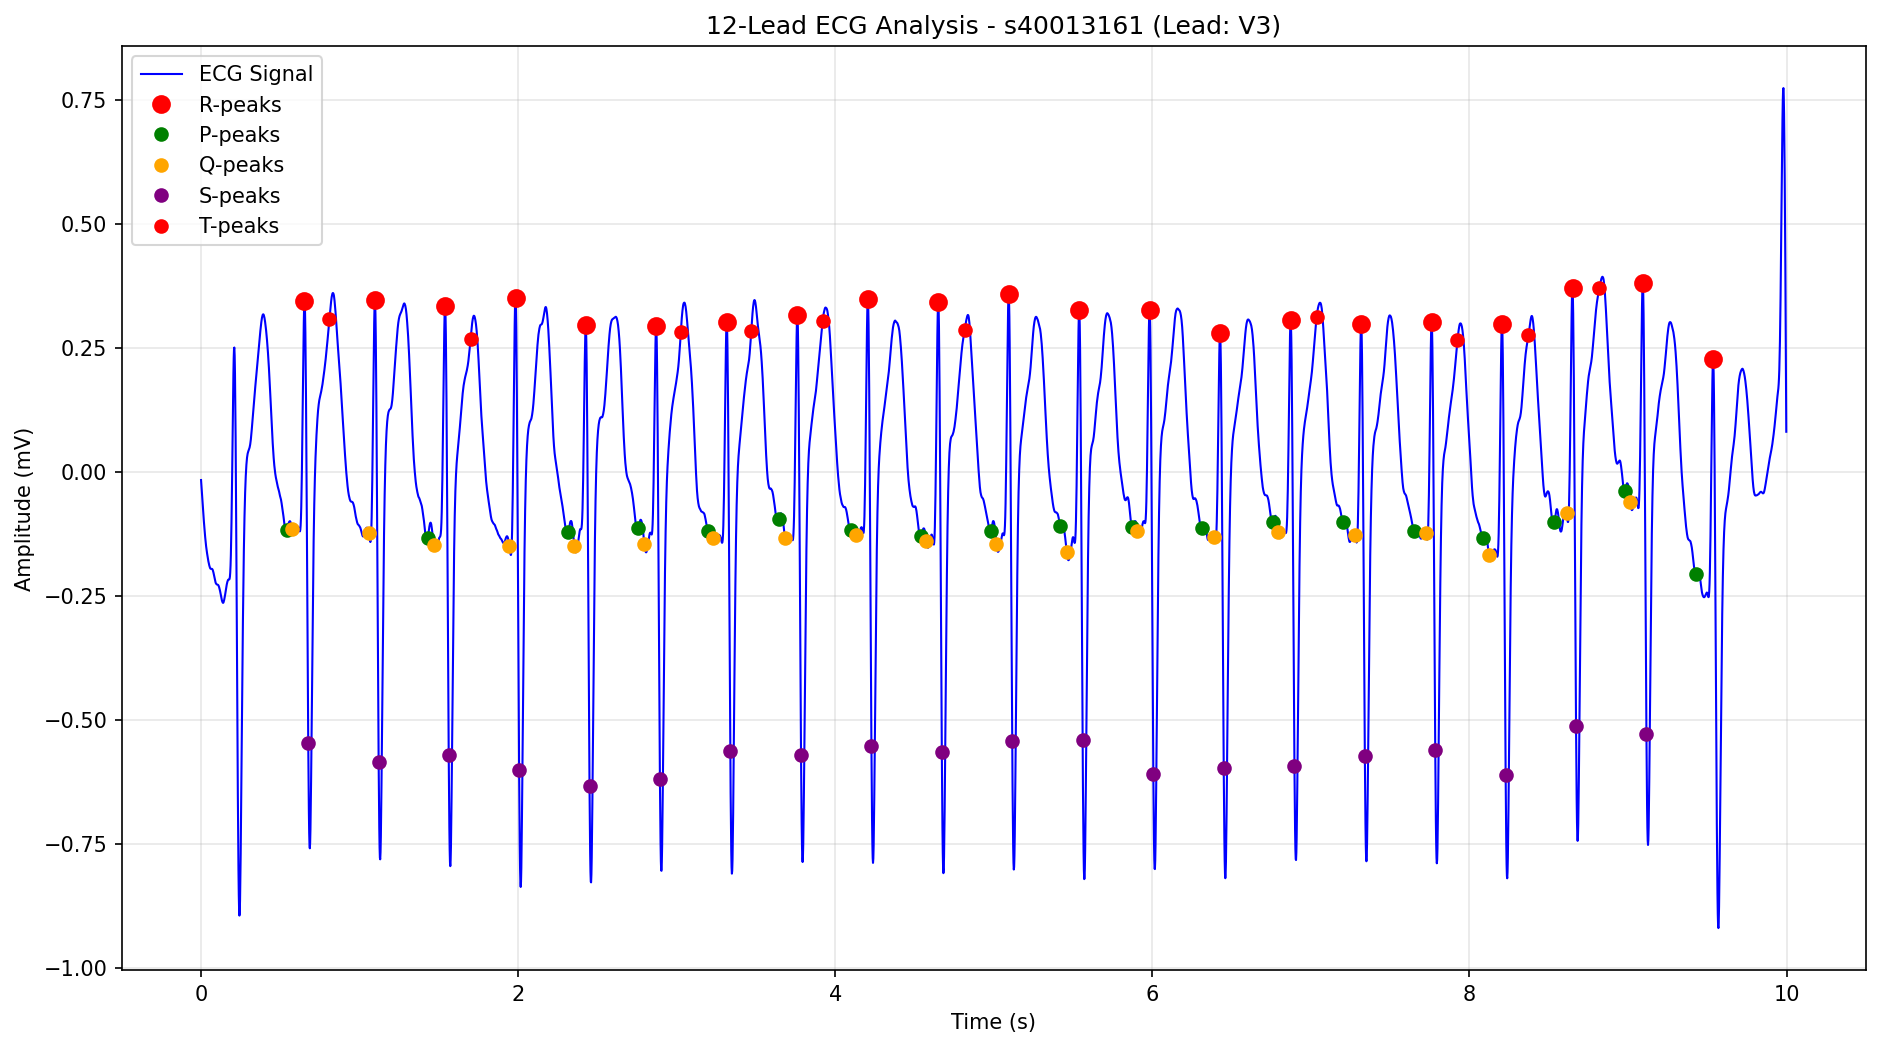 12-Lead ECG Analysis - s40013161 (Lead: V3)
ECG Signal
R-peaks
P-peaks
Q-peaks
S-peaks
T-peaks
0.75
0.50
0.25
0.00
−0.25
−0.50
−0.75
−1.00
Amplitude (mV)
0 2 4 6 8 10
Time (s)